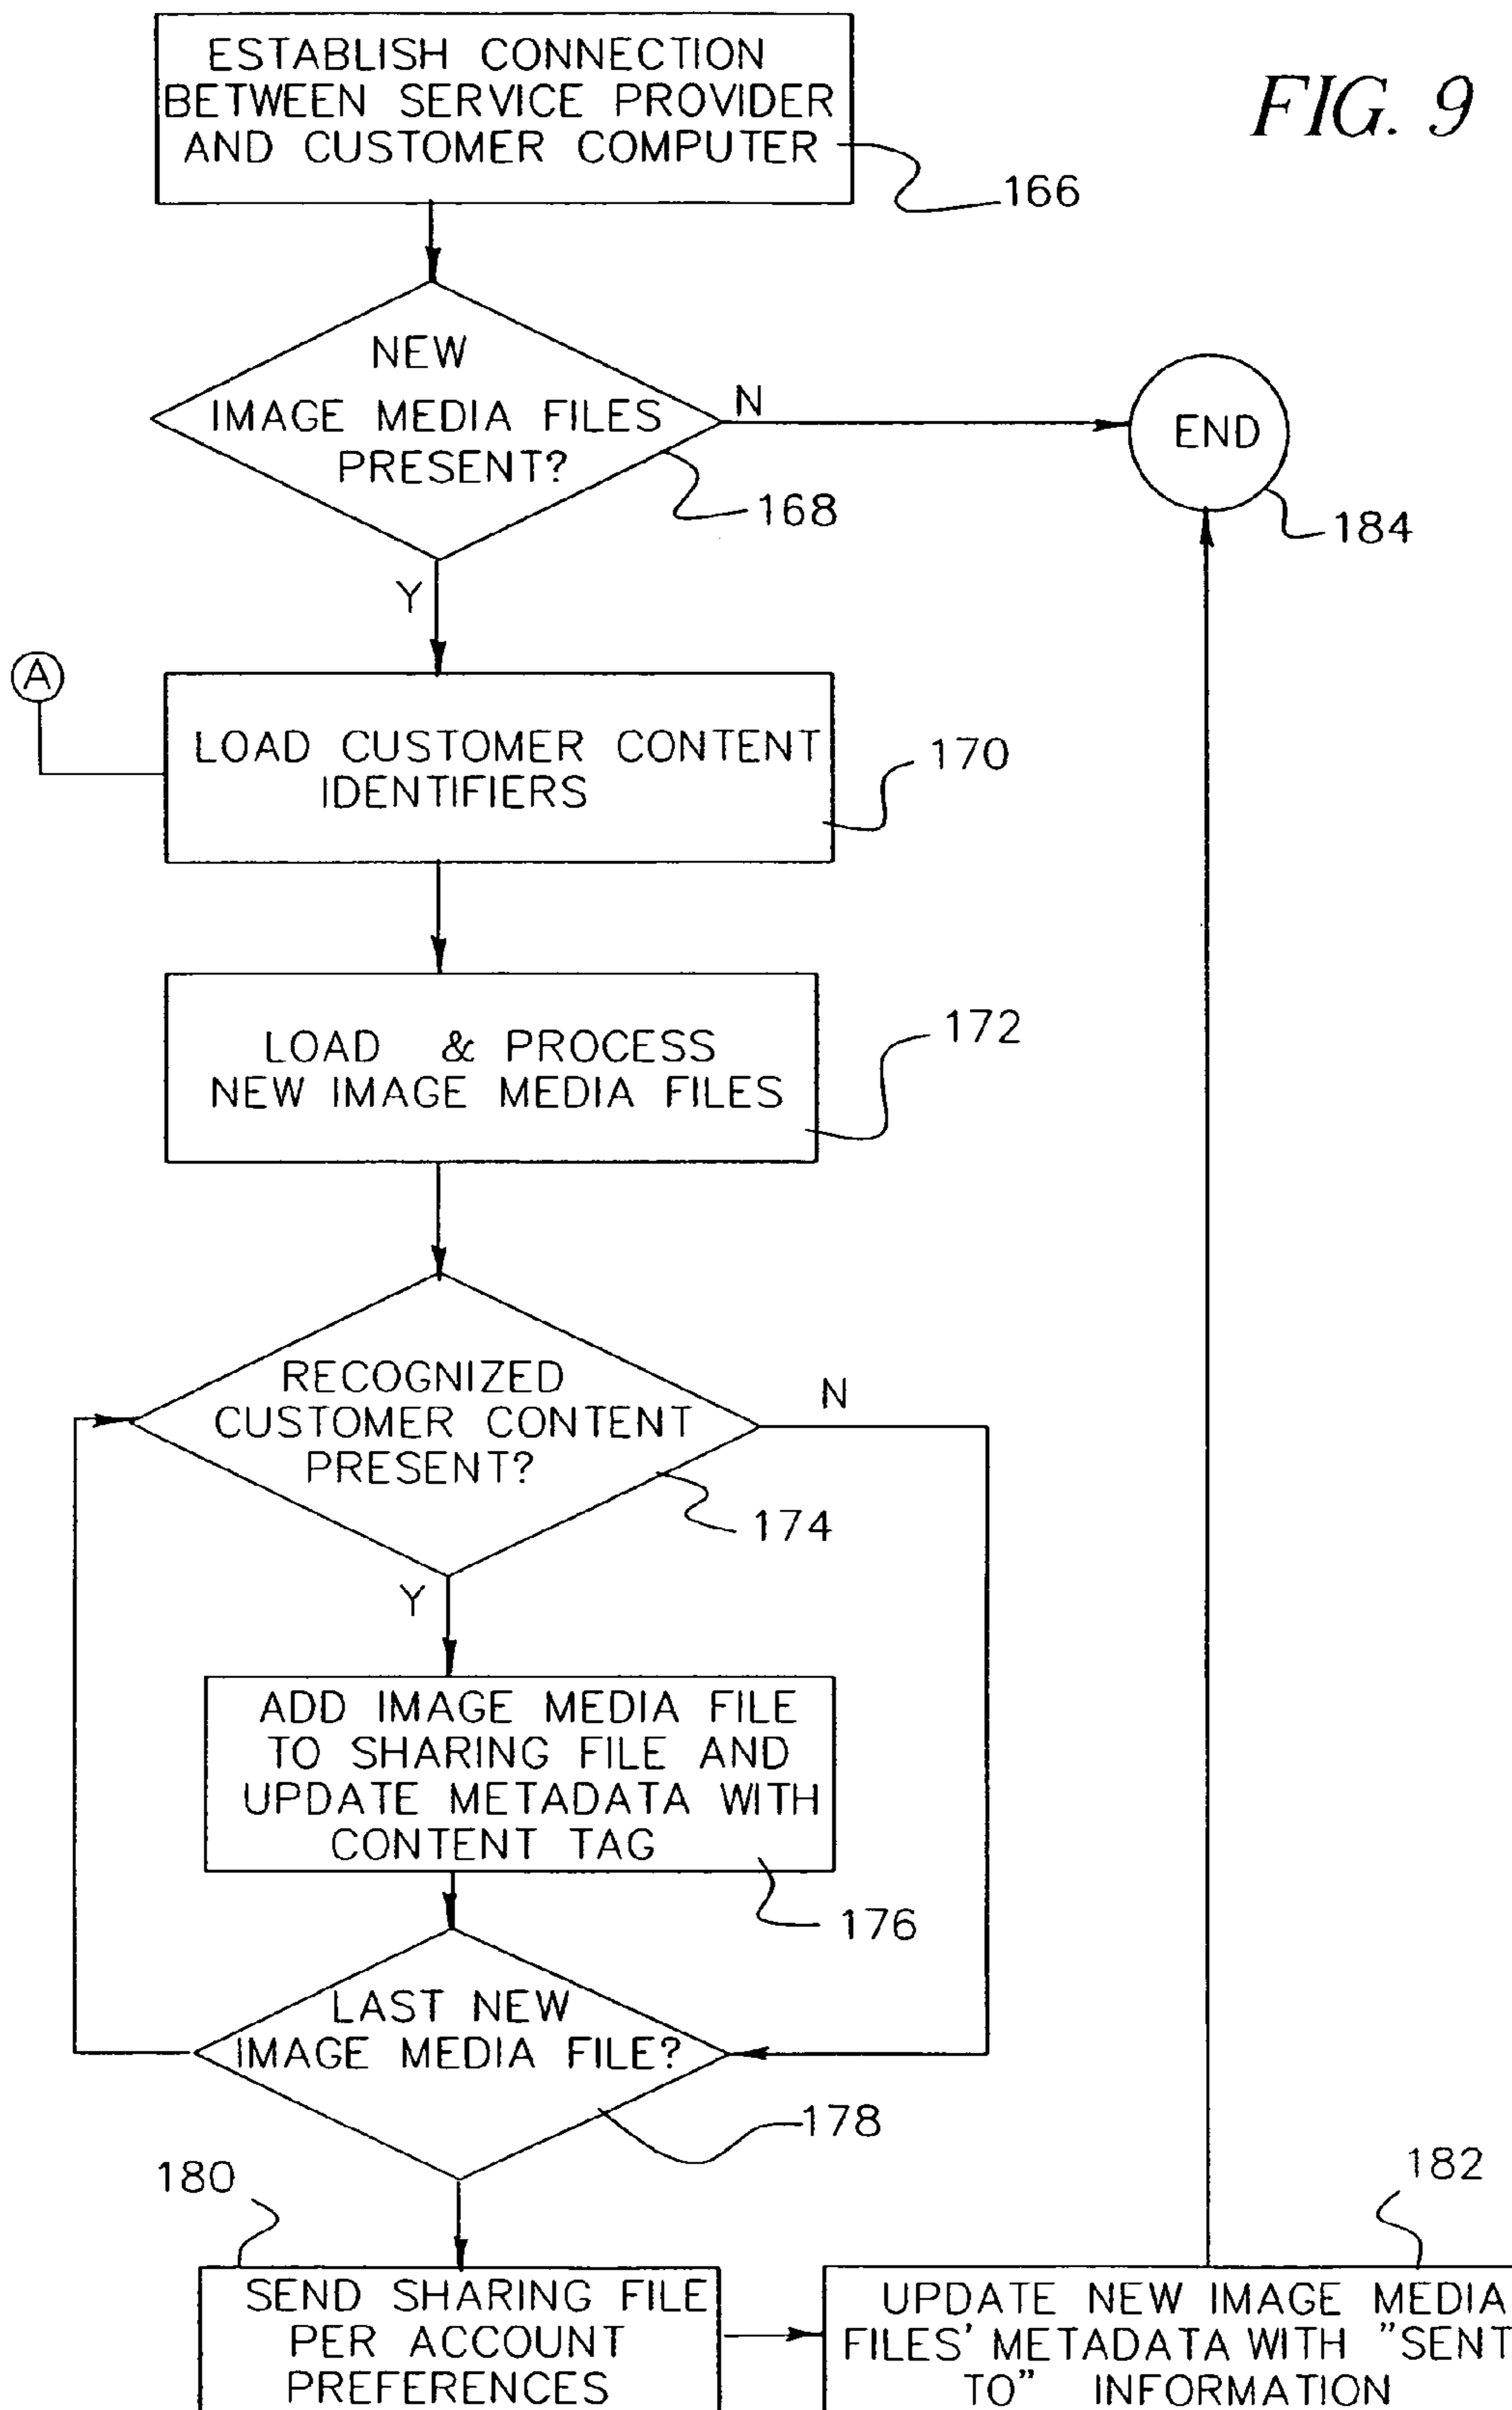 FIG. 9
ESTABLISH CONNECTION
BETWEEN SERVICE PROVIDER
AND CUSTOMER COMPUTER
166
NEW
IMAGE MEDIA FILES
PRESENT?
N
168
END
184
Y
A
LOAD CUSTOMER CONTENT
IDENTIFIERS
170
LOAD & PROCESS
NEW IMAGE MEDIA FILES
172
RECOGNIZED
CUSTOMER CONTENT
PRESENT?
N
174
Y
ADD IMAGE MEDIA FILE
TO SHARING FILE AND
UPDATE METADATA WITH
CONTENT TAG
176
LAST NEW
IMAGE MEDIA FILE?
178
180
SEND SHARING FILE
PER ACCOUNT
PREFERENCES
182
UPDATE NEW IMAGE MEDIA
FILES' METADATA WITH "SENT
TO" INFORMATION